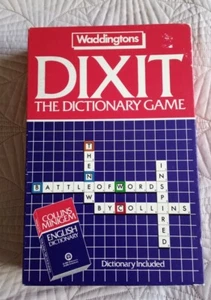 Waddingtons
DIXIT
THE DICTIONARY GAME
THE NEW
INSPIRED
BATTLE OF WORDS
BY COLLINS
COLLINS
MINIGEM
ENGLISH
DICTIONARY
Dictionary Included